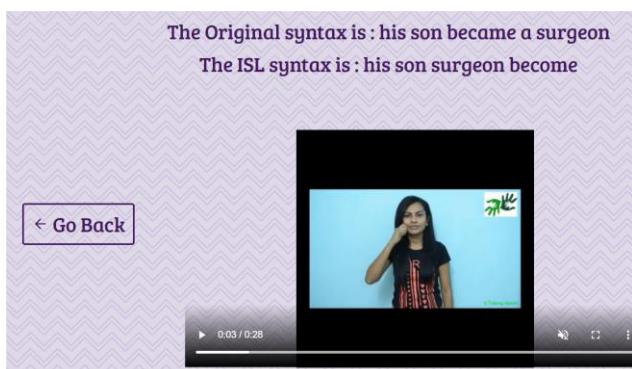 The Original syntax is : his son became a surgeon
The ISL syntax is : his son surgeon become
← Go Back
0:03 / 0:28